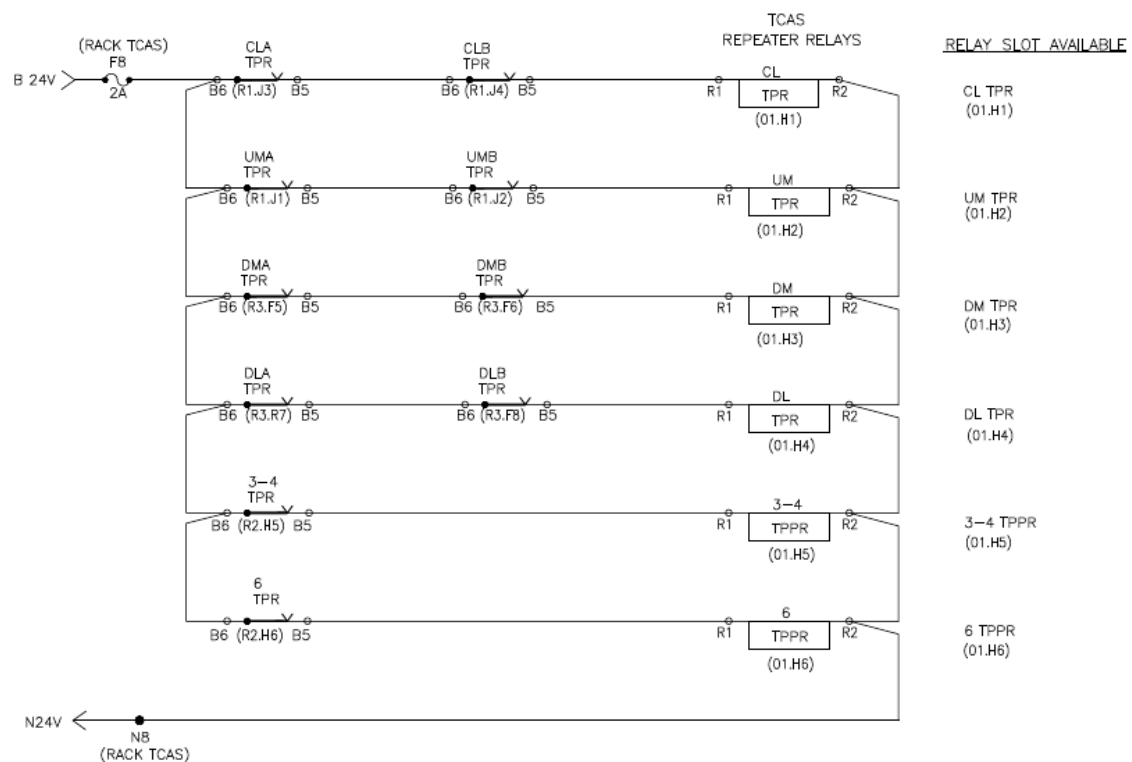 TCAS
REPEATER RELAYS
RELAY SLOT AVAILABLE
(RACK TCAS)
F8
2A
B 24V
CLA
TPR
B6 (R1.J3) B5
CLB
TPR
B6 (R1.J4) B5
R1
CL
TPR
R2
(01.H1)
CL TPR
(01.H1)
UMA
TPR
B6 (R1.J1) B5
UMB
TPR
B6 (R1.J2) B5
R1
UM
TPR
R2
(01.H2)
UM TPR
(01.H2)
DMA
TPR
B6 (R3.F5) B5
DMB
TPR
B6 (R3.F6) B5
R1
DM
TPR
R2
(01.H3)
DM TPR
(01.H3)
DLA
TPR
B6 (R3.R7) B5
DLB
TPR
B6 (R3.F8) B5
R1
DL
TPR
R2
(01.H4)
DL TPR
(01.H4)
3-4
TPR
B6 (R2.H5) B5
R1
3-4
TPPR
R2
(01.H5)
3-4 TPPR
(01.H5)
6
TPR
B6 (R2.H6) B5
R1
6
TPPR
R2
(01.H6)
6 TPPR
(01.H6)
N24V
N8
(RACK TCAS)